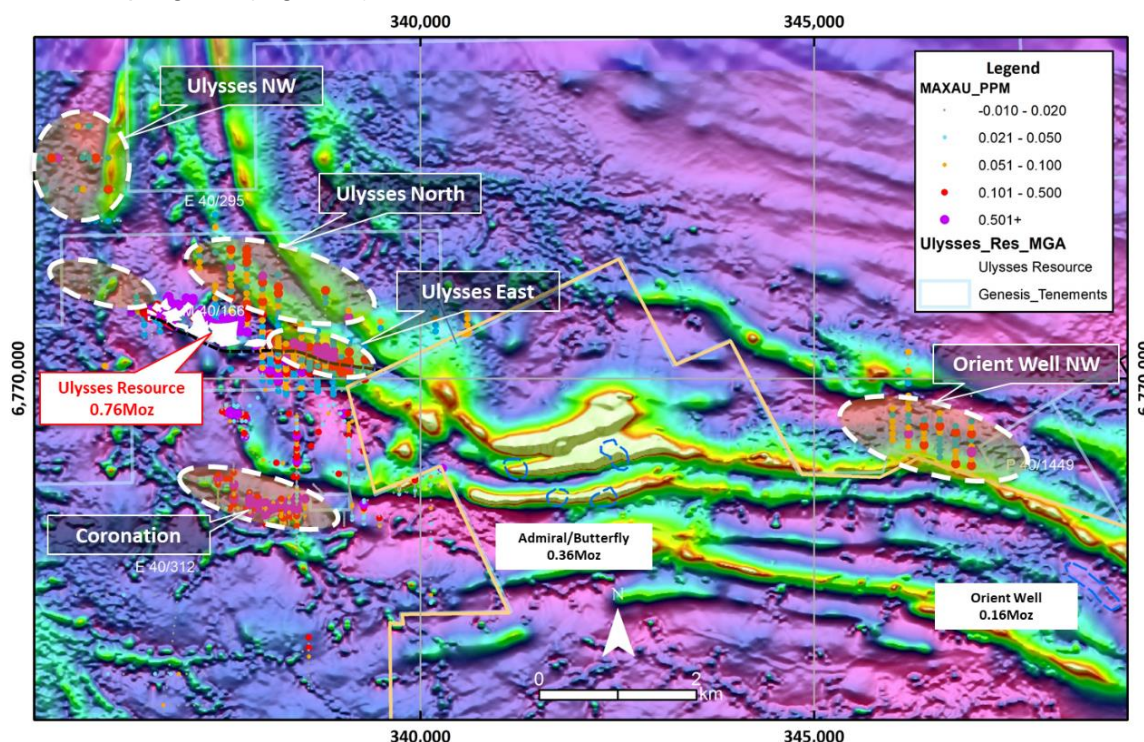 340,000
345,000
Legend
MAXAU_PPM
-0.010 - 0.020
0.021 - 0.050
0.051 - 0.100
0.101 - 0.500
0.501+
Ulysses_Res_MGA
Ulysses Resource
Genesis_Tenements
Ulysses NW
E 40/295
Ulysses North
Ulysses East
40/166
Ulysses Resource
0.76Moz
6,770,000
6,770,000
Orient Well NW
P 40/1449
Coronation
E 40/312
Admiral/Butterfly
0.36Moz
Orient Well
0.16Moz
N
0
2
km
340,000
345,000